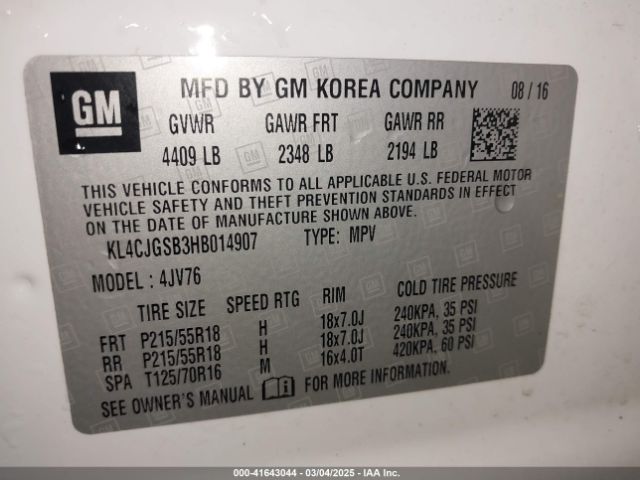 GM
MFD BY GM KOREA COMPANY 08 / 16
GVWR GAWR FRT GAWR RR
4409 LB 2348 LB 2194 LB
THIS VEHICLE CONFORMS TO ALL APPLICABLE U.S. FEDERAL MOTOR
VEHICLE SAFETY AND THEFT PREVENTION STANDARDS IN EFFECT
ON THE DATE OF MANUFACTURE SHOWN ABOVE.
KL4CJGSB3HB014907 TYPE: MPV
MODEL : 4JV76
TIRE SIZE SPEED RTG RIM COLD TIRE PRESSURE
FRT P215/55R18 H 18x7.0J 240KPA, 35 PSI
RR P215/55R18 H 18x7.0J 240KPA, 35 PSI
SPA T125/70R16 M 16x4.0T 420KPA, 60 PSI
SEE OWNER'S MANUAL i FOR MORE INFORMATION.
000-41643044 | 03/04/2025 | IAA Inc.